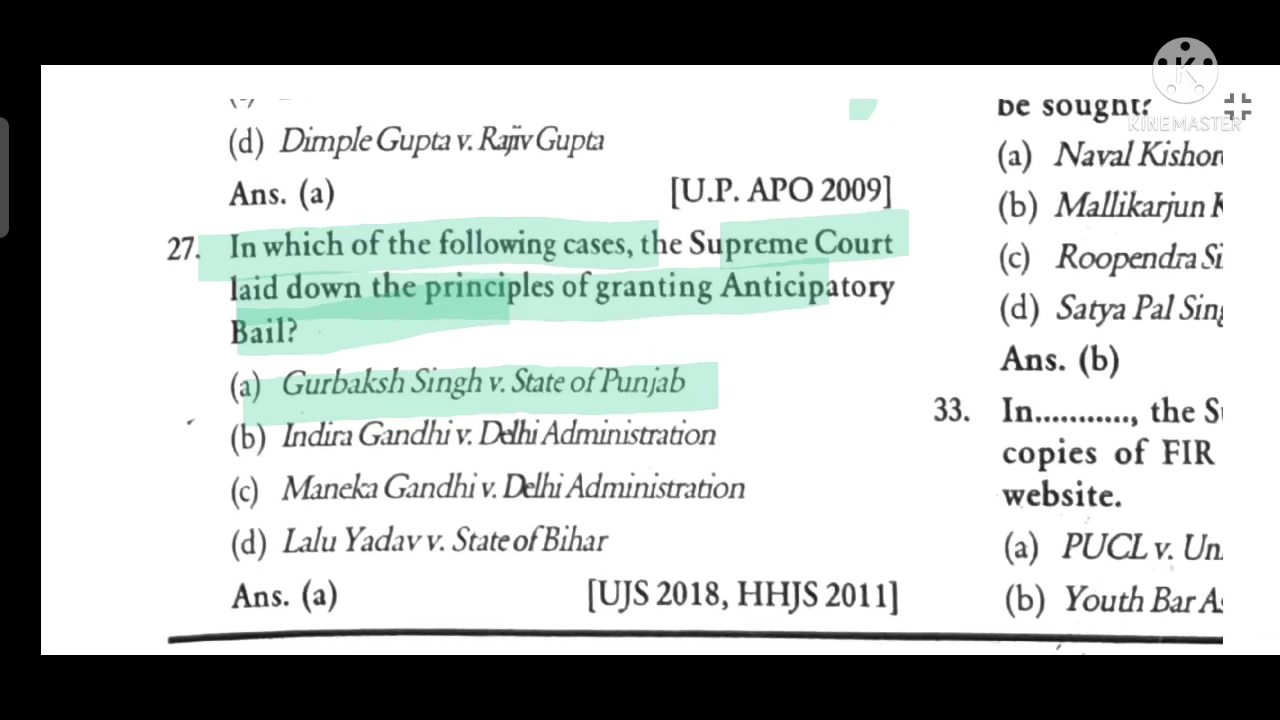 (d) Dimple Gupta v. Rajiv Gupta
Ans. (a) [U.P. APO 2009]
27. In which of the following cases, the Supreme Court
laid down the principles of granting Anticipatory
Bail?
(a) Gurbaksh Singh v. State of Punjab
(b) Indira Gandhi v. Delhi Administration
(c) Maneka Gandhi v. Delhi Administration
(d) Lalu Yadav v. State of Bihar
Ans. (a) [UJS 2018, HHJS 2011]
be sought?
(a) Naval Kishor
(b) Mallikarjun K
(c) Roopendra Si
(d) Satya Pal Sing
Ans. (b)
33. In..........., the S
copies of FIR
website.
(a) PUCL v. Un
(b) Youth Bar A
KINEMASTER